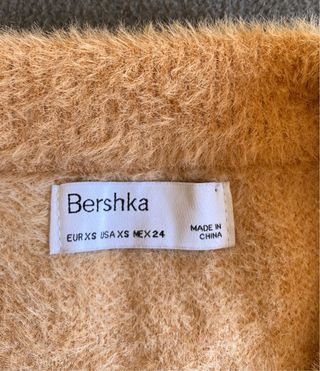 Bershka
EUR XS USA XS MEX 24
MADE IN
CHINA